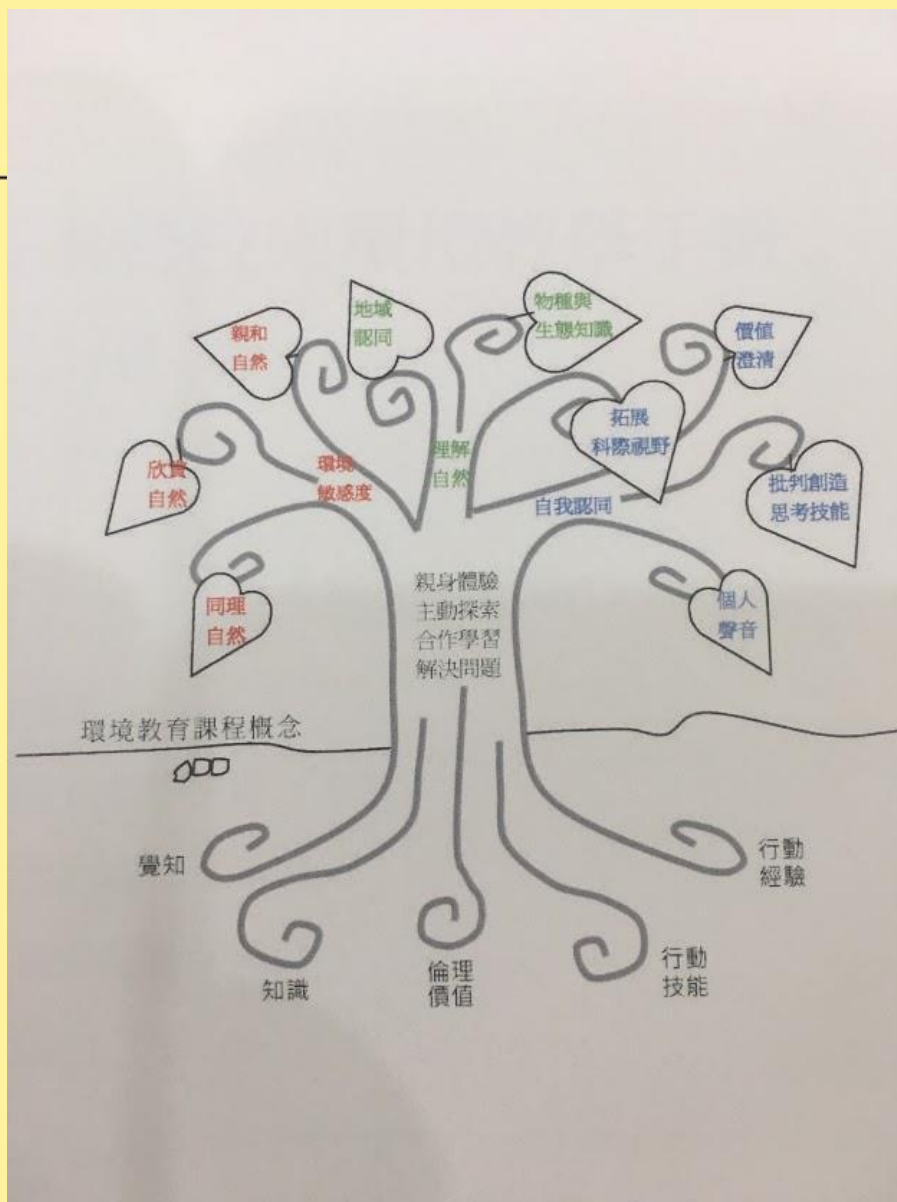 地域
認同
物種與
生態知識
親和
自然
價值
澄清
拓展
科際視野
欣賞
自然
環境
敏感度
理解
自然
自我認同
批判創造
思考技能
同理
自然
個人
聲音
親身體驗
主動探索
合作學習
解決問題
環境教育課程概念
覺知
知識
倫理
價值
行動
技能
行動
經驗